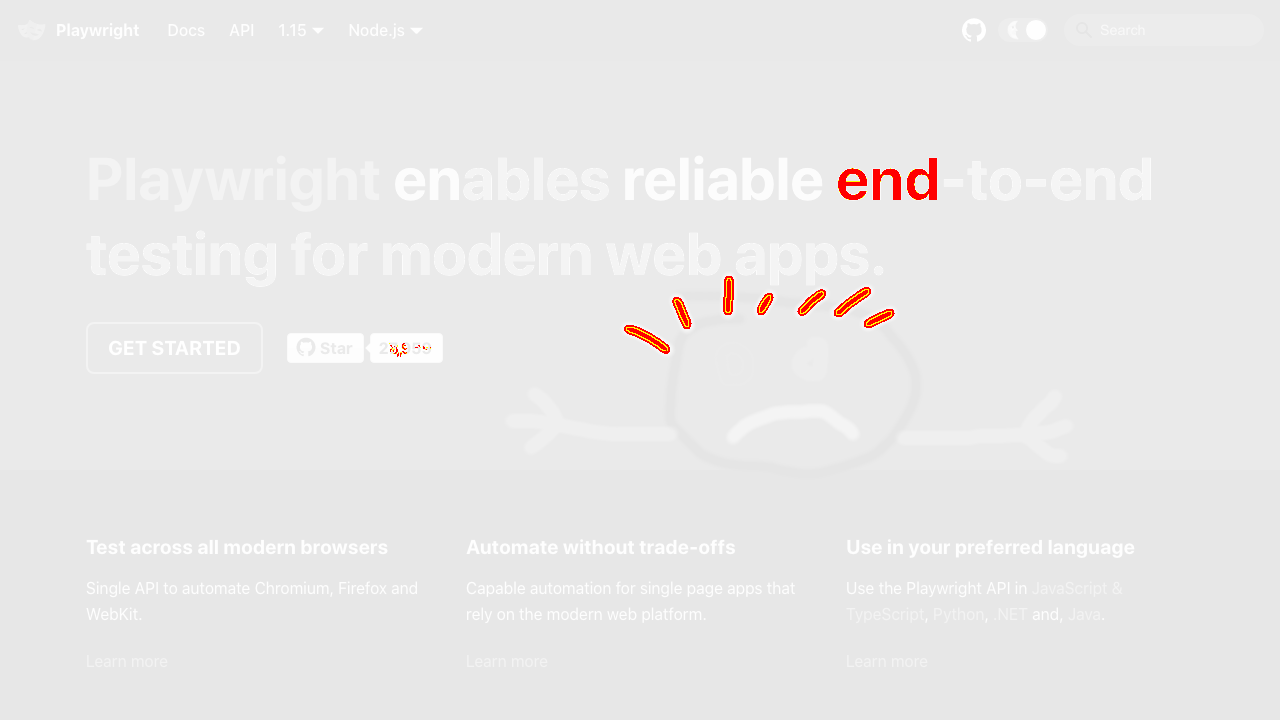 Playwright Docs API 1.15 Node.js Search
Playwright enables reliable end-to-end
testing for modern web apps.
GET STARTED Star
Test across all modern browsers
Single API to automate Chromium, Firefox and
WebKit.
Learn more
Automate without trade-offs
Capable automation for single page apps that
rely on the modern web platform.
Learn more
Use in your preferred language
Use the Playwright API in JavaScript &
TypeScript, Python, .NET and, Java.
Learn more